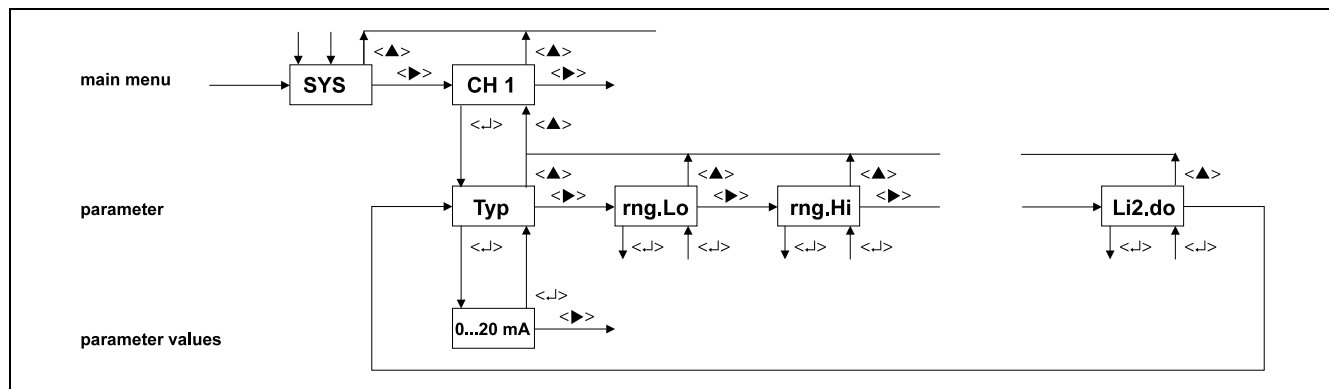 <▲> <▲>
main menu SYS <▶> CH 1 <▶>
<↵> <▲>
<▲> <▲> <▲> <▲>
parameter Typ <▶> rng.Lo <▶> rng.Hi <▶> Li2.do
<↵> <↵> <↵> <↵> <↵> <↵> <↵>
<↵>
0...20 mA <▶>
parameter values